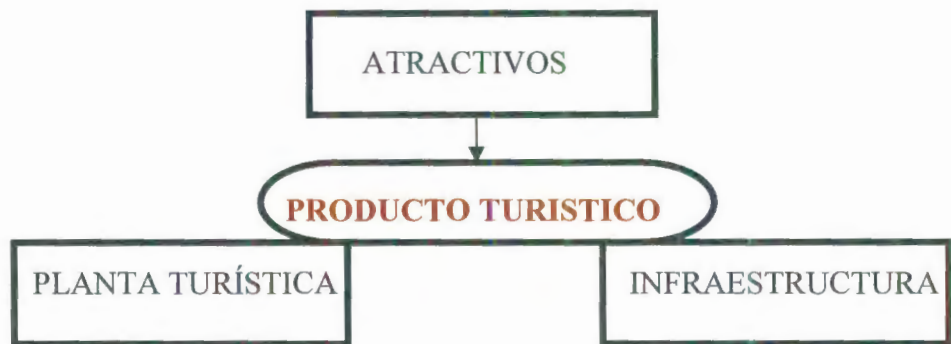 ATRACTIVOS
PRODUCTO TURISTICO
PLANTA TURÍSTICA
INFRAESTRUCTURA